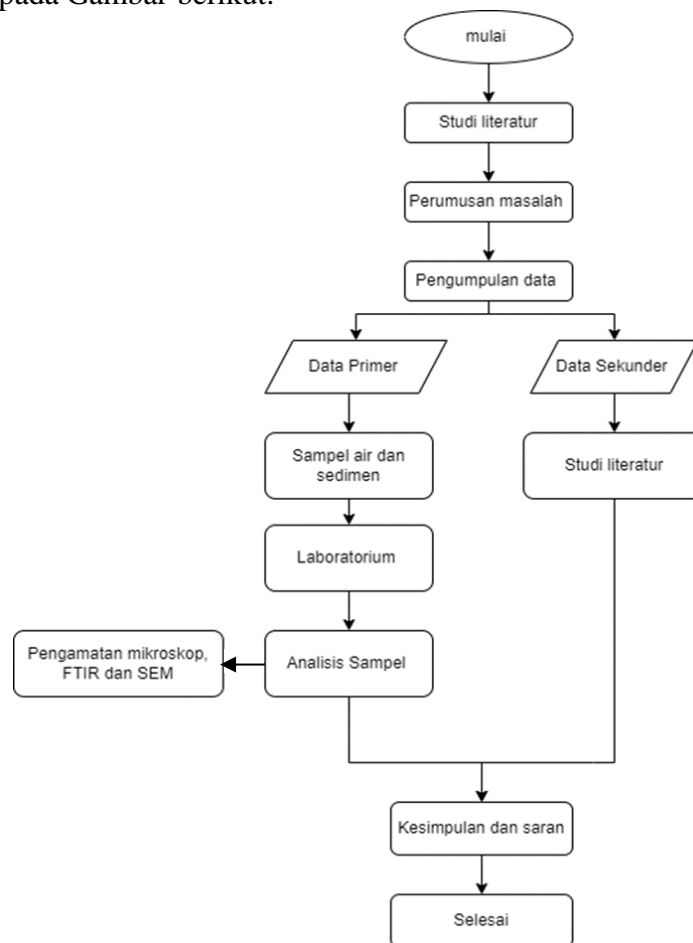 pada Gambar berikut.
mulai
Studi literatur
Perumusan masalah
Pengumpulan data
Data Primer
Data Sekunder
Sampel air dan
sedimen
Studi literatur
Laboratorium
Pengamatan mikroskop,
FTIR dan SEM
Analisis Sampel
Kesimpulan dan saran
Selesai